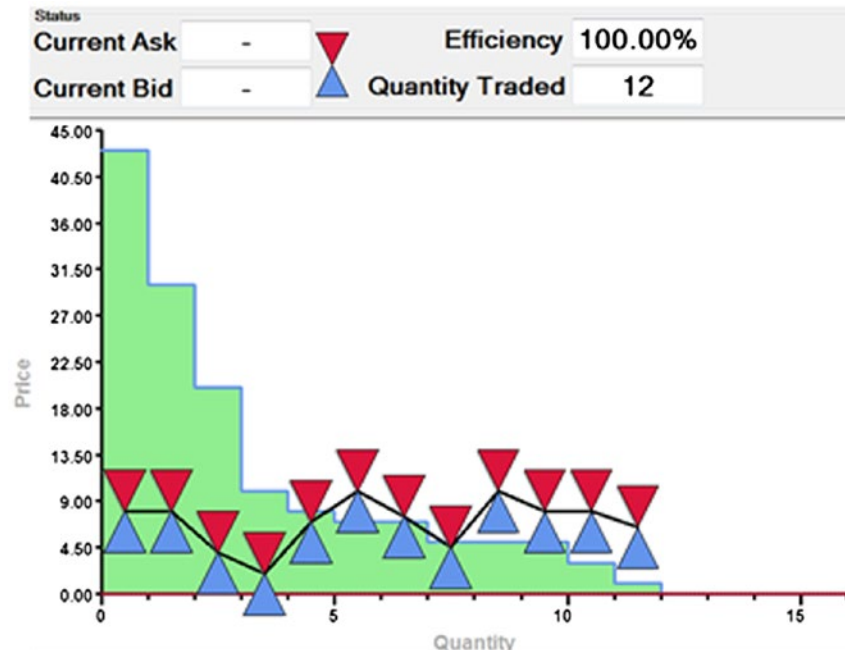 Status
Current Ask - Efficiency 100.00%
Current Bid - Quantity Traded 12
45.00
40.50
36.00
31.50
27.00
22.50
18.00
13.50
9.00
4.50
0.00
Price
0 5 10 15
Quantity